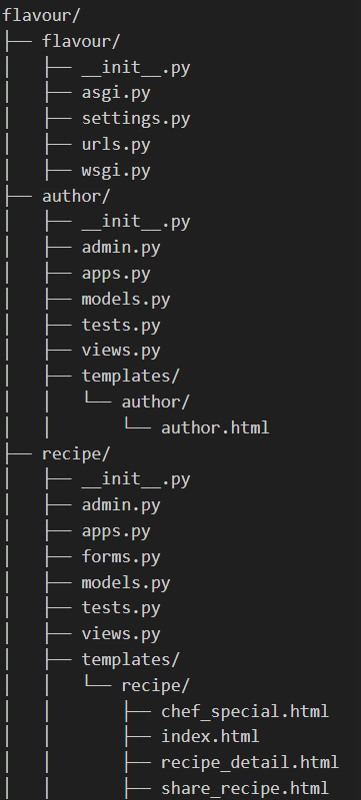 flavour/
├── flavour/
│   ├── __init__.py
│   ├── asgi.py
│   ├── settings.py
│   ├── urls.py
│   ├── wsgi.py
├── author/
│   ├── __init__.py
│   ├── admin.py
│   ├── apps.py
│   ├── models.py
│   ├── tests.py
│   ├── views.py
│   ├── templates/
│   │   └── author/
│   │       └── author.html
├── recipe/
│   ├── __init__.py
│   ├── admin.py
│   ├── apps.py
│   ├── forms.py
│   ├── models.py
│   ├── tests.py
│   ├── views.py
│   ├── templates/
│   │   └── recipe/
│   │       ├── chef_special.html
│   │       ├── index.html
│   │       ├── recipe_detail.html
│   │       ├── share_recipe.html